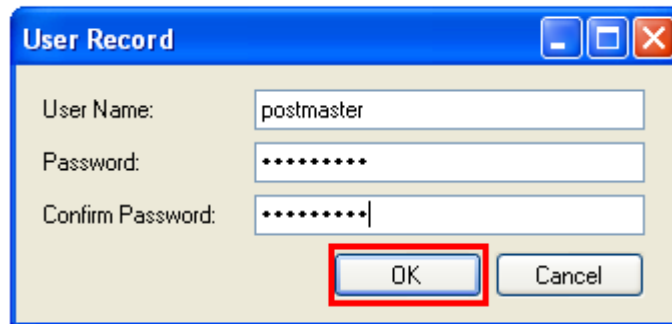 User Record
User Name: postmaster
Password: •••••••••
Confirm Password: •••••••••
OK Cancel